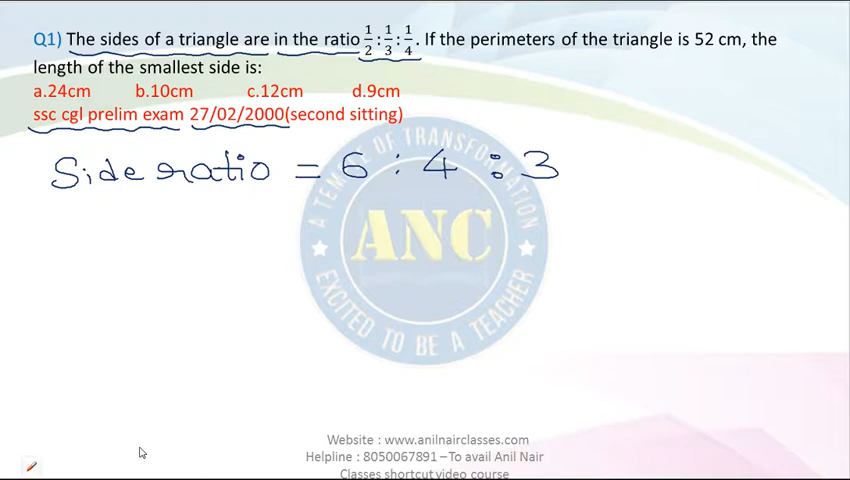 Q1) The sides of a triangle are in the ratio 1/2 : 1/3 : 1/4. If the perimeters of the triangle is 52 cm, the
length of the smallest side is:
a.24cm b.10cm c.12cm d.9cm
ssc cgl prelim exam 27/02/2000(second sitting)
Side ratio = 6 : 4 : 3
A TEMPLE OF TRANSFORMATION
ANC
EXCITED TO BE A TEACHER
Website : www.anilnairclasses.com
Helpline : 8050067891 – To avail Anil Nair
Classes shortcut video course